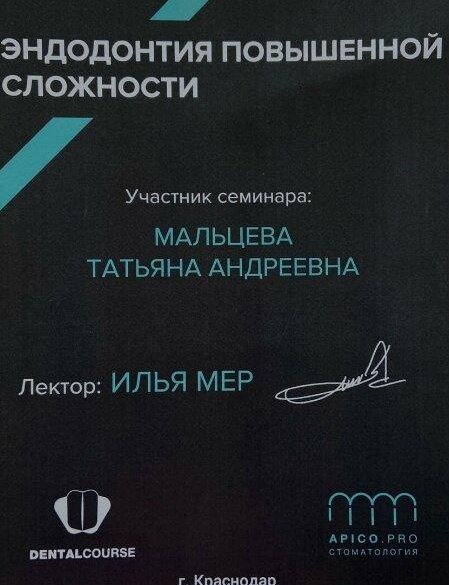 ЭНДОДОНТИЯ ПОВЫШЕННОЙ
СЛОЖНОСТИ
Участник семинара:
МАЛЬЦЕВА
ТАТЬЯНА АНДРЕЕВНА
Лектор: ИЛЬЯ МЕР
DENTALCOURSE
APICO.PRO
СТОМАТОЛОГИЯ
г. Краснодар